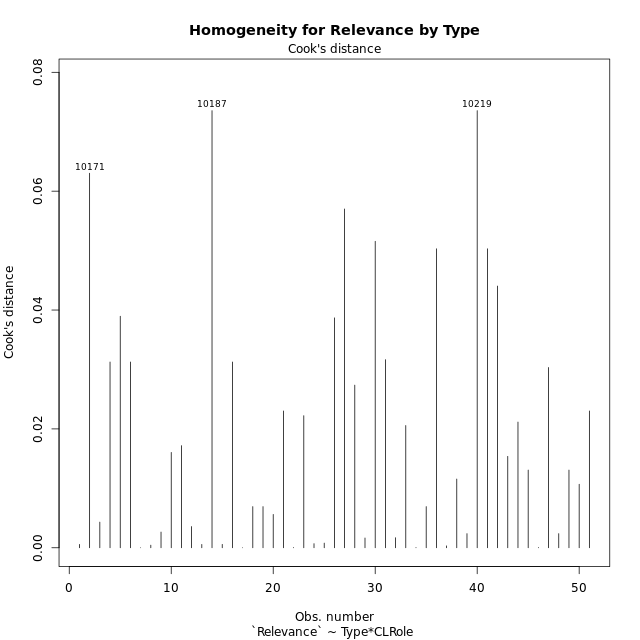 Homogeneity for Relevance by Type
Cook's distance
0.08
10187
10219
10171
0.06
Cook's distance
0.04
0.02
0.00
0 10 20 30 40 50
Obs. number
`Relevance` ~ Type*CLRole